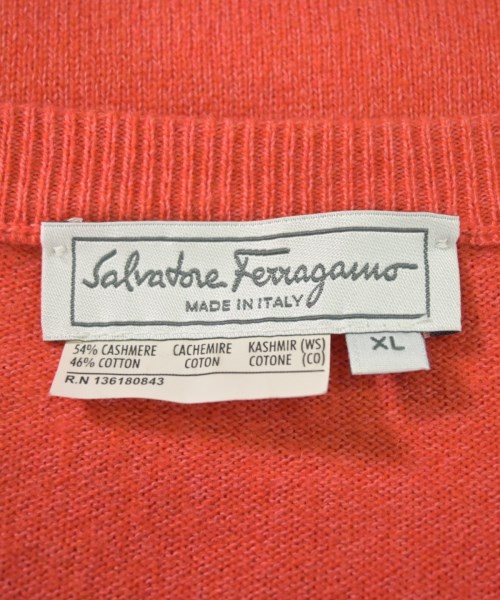 Salvatore Ferragamo
MADE IN ITALY
XL
54% CASHMERE CACHEMIRE KASHMIR (WS)
46% COTTON COTON COTONE (CO)
R.N 136180843